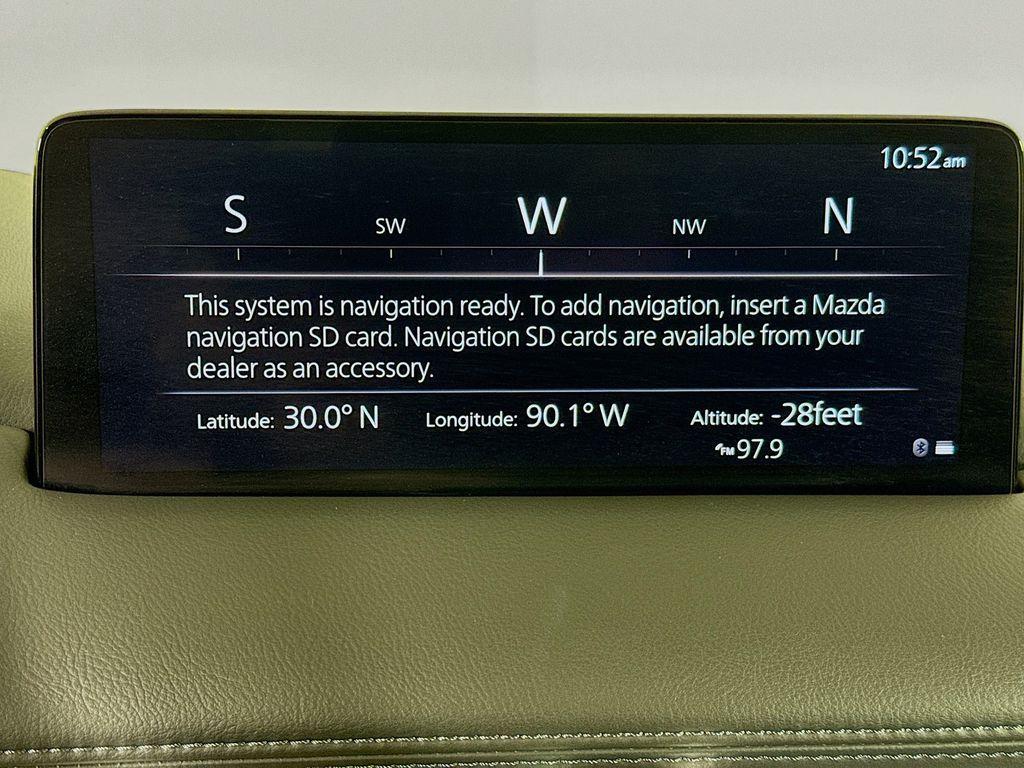 10:52am
S SW W NW N
This system is navigation ready. To add navigation, insert a Mazda
navigation SD card. Navigation SD cards are available from your
dealer as an accessory.
Latitude: 30.0° N Longitude: 90.1° W Altitude: -28feet
FM 97.9